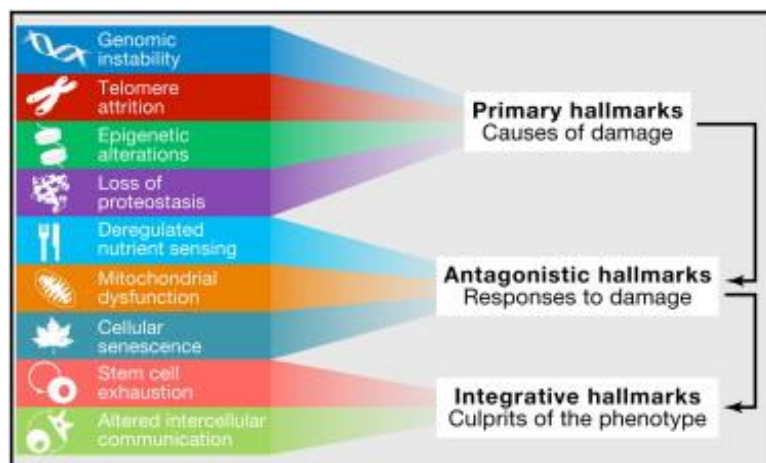 Genomic
instability
Telomere
attrition
Epigenetic
alterations
Loss of
proteostasis
Deregulated
nutrient sensing
Mitochondrial
dysfunction
Cellular
senescence
Stem cell
exhaustion
Altered intercellular
communication
Primary hallmarks
Causes of damage
Antagonistic hallmarks
Responses to damage
Integrative hallmarks
Culprits of the phenotype